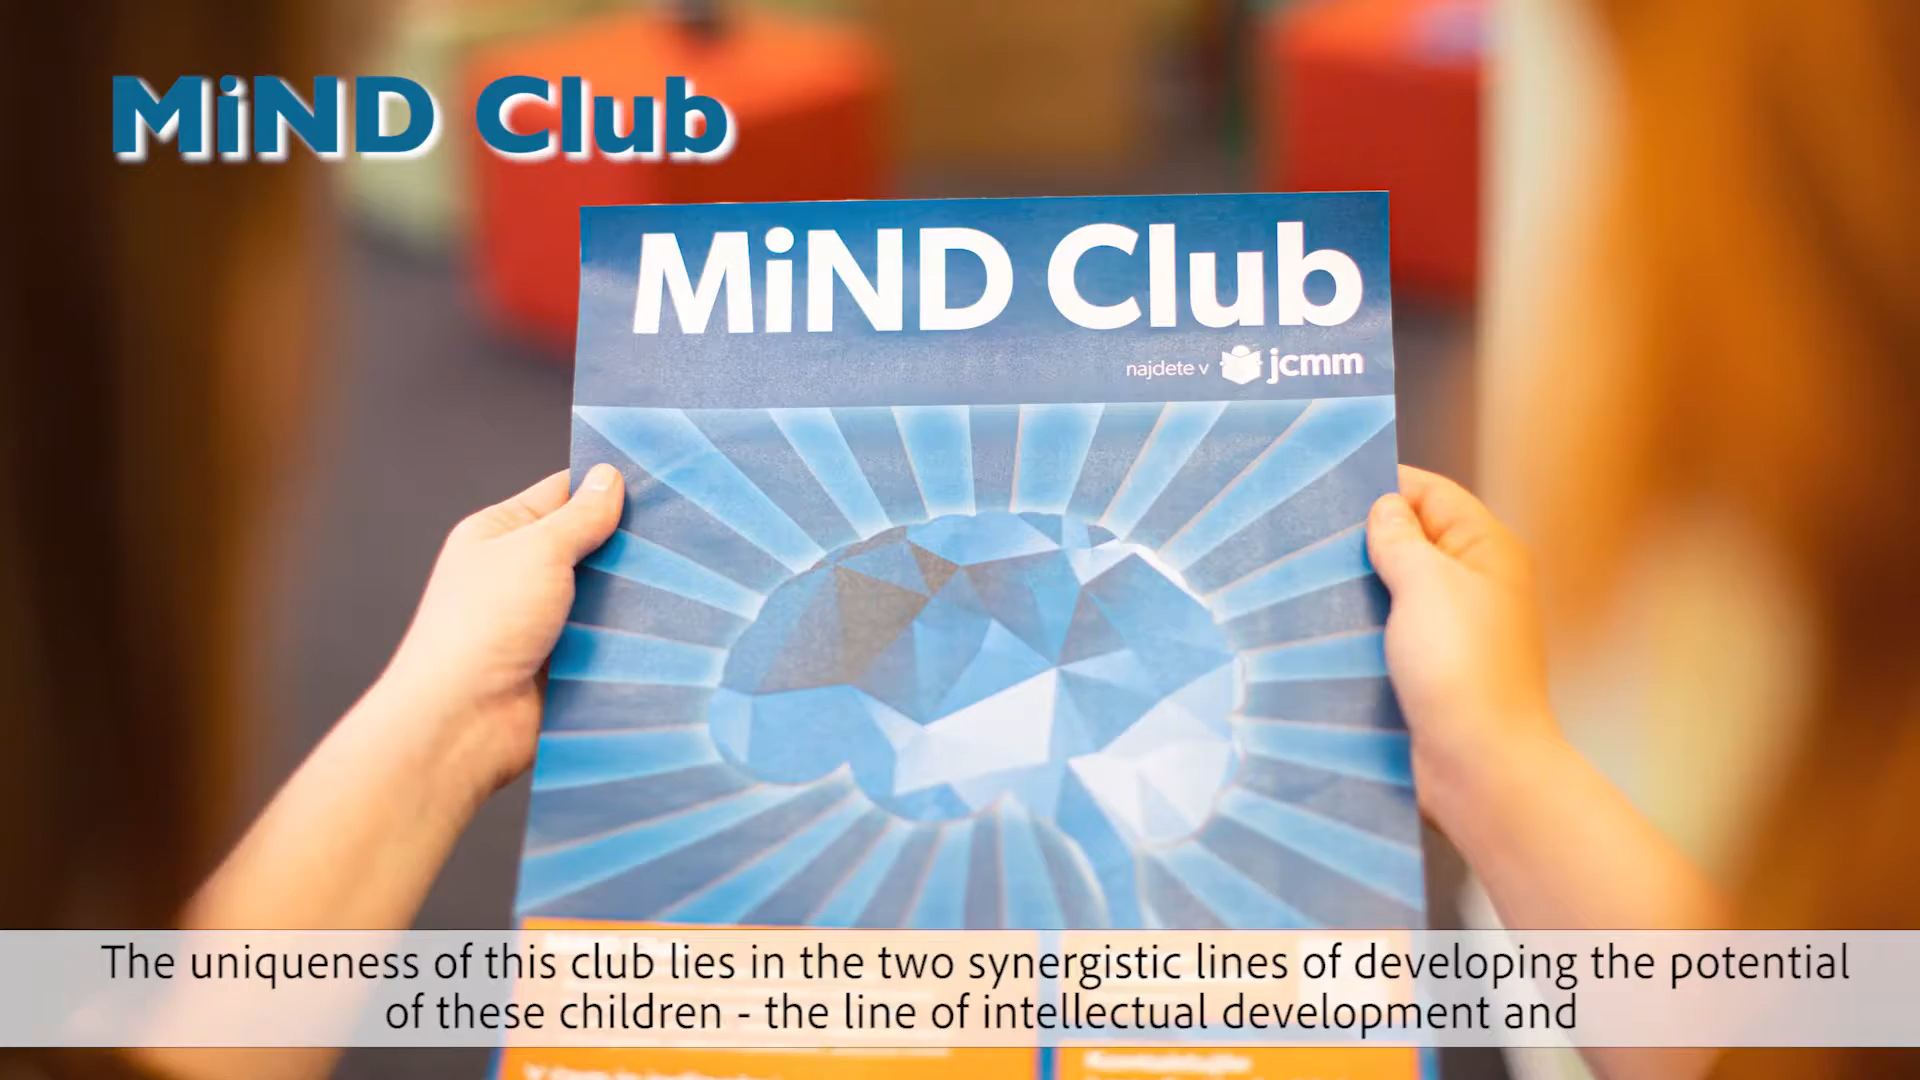 MiND Club
MiND Club
najdete v jcmm
The uniqueness of this club lies in the two synergistic lines of developing the potential
of these children - the line of intellectual development and